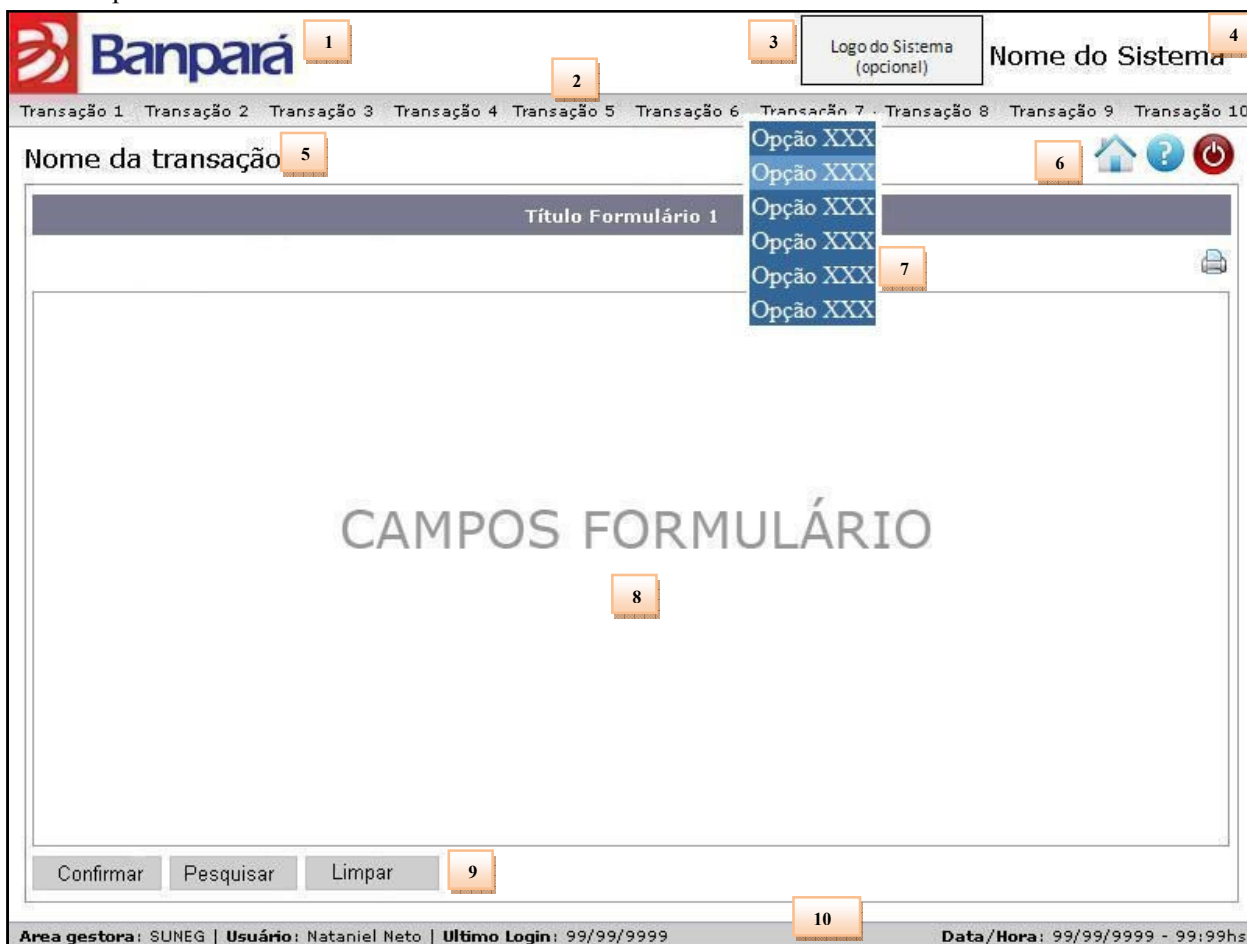 Banpará 1
3 Logo do Sistema
(opcional)
Nome do Sistema 4
2
Transação 1 Transação 2 Transação 3 Transação 4 Transação 5 Transação 6 Transação 7 Transação 8 Transação 9 Transação 10
Nome da transação 5
6
Título Formulário 1
Opção XXX
Opção XXX
Opção XXX
Opção XXX
Opção XXX
Opção XXX
7
CAMPOS FORMULÁRIO
8
Confirmar Pesquisar Limpar 9
10
Area gestora: SUNEG | Usuário: Nataniel Neto | Ultimo Login: 99/99/9999 Data/Hora: 99/99/9999 - 99:99hs